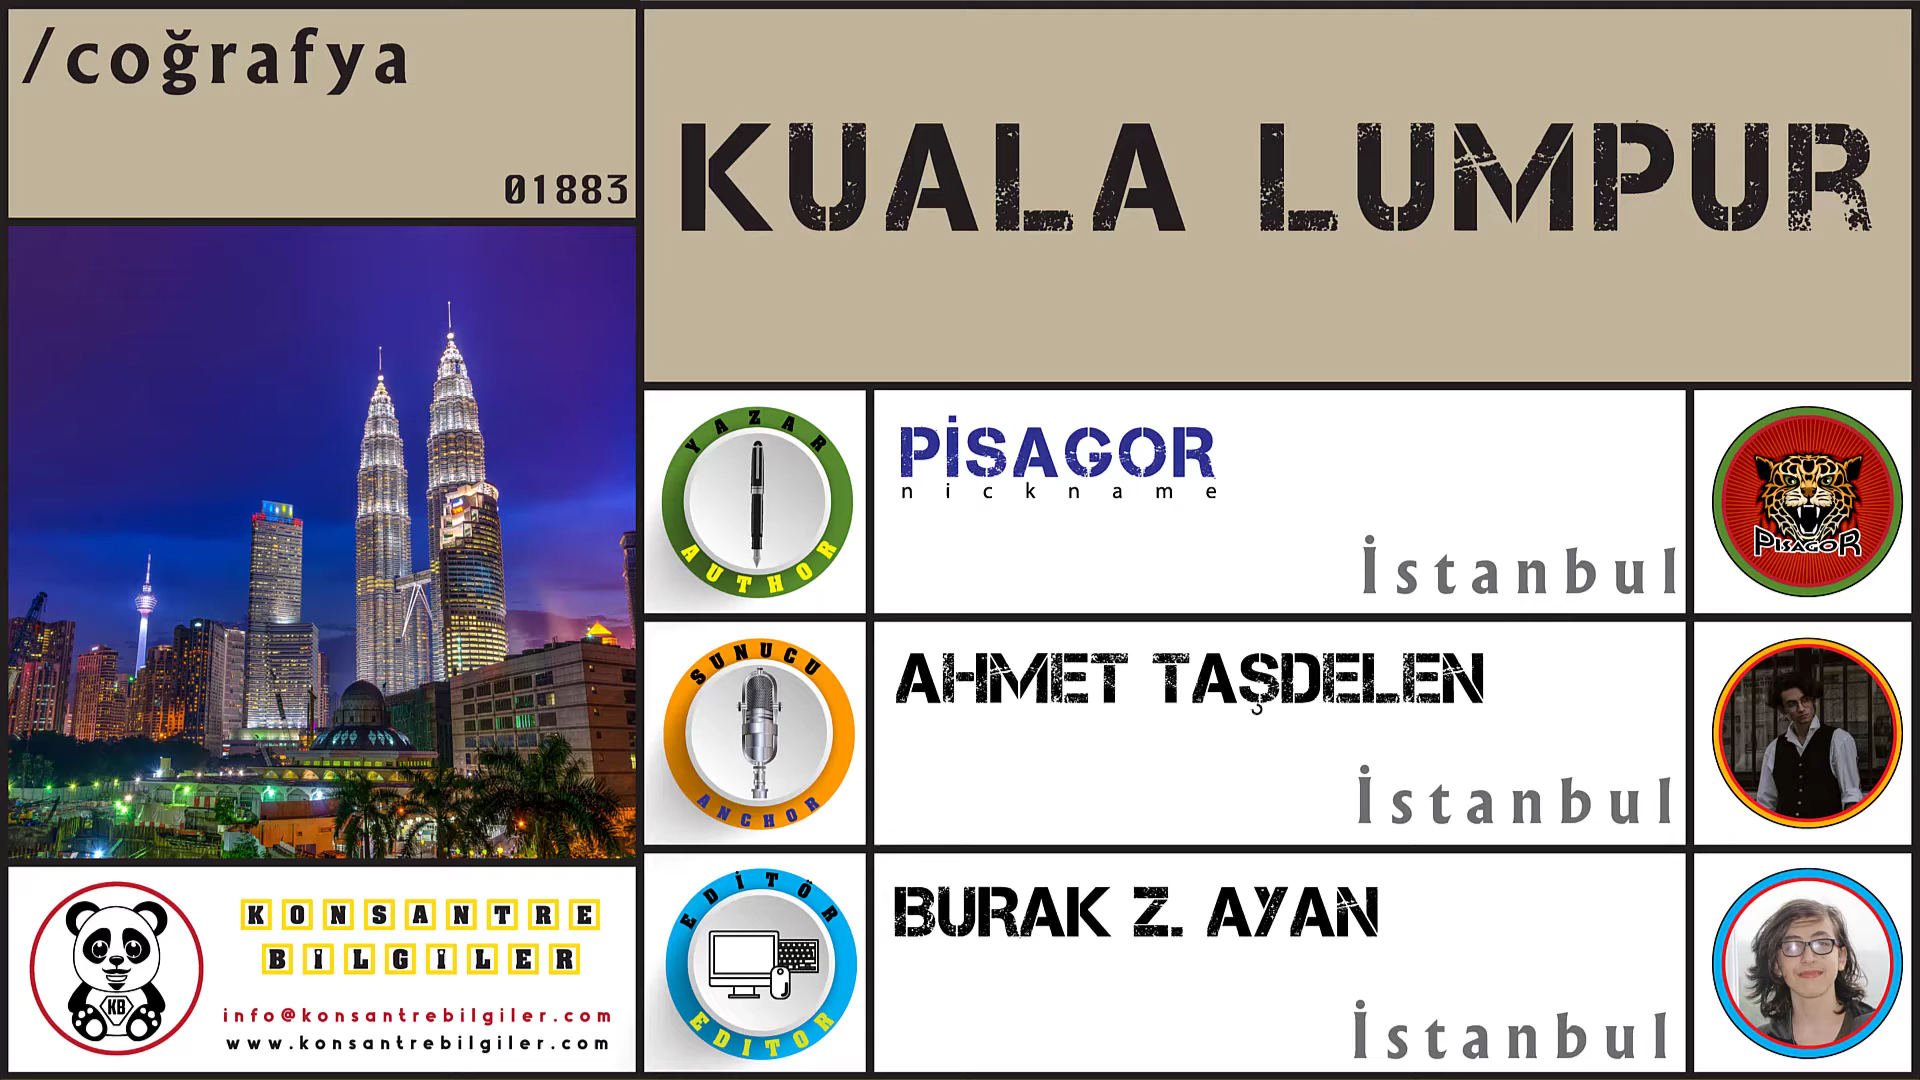 /coğrafya
01883
KUALA LUMPUR
YAZAR
AUTHOR
PİSAGOR
nickname
İstanbul
PISAGOR
SUNUCU
ANCHOR
AHMET TAŞDELEN
İstanbul
EDİTÖR
EDITOR
BURAK Z. AYAN
İstanbul
KB
KONSANTRE
BİLGİLER
info@konsantrebilgiler.com
www.konsantrebilgiler.com